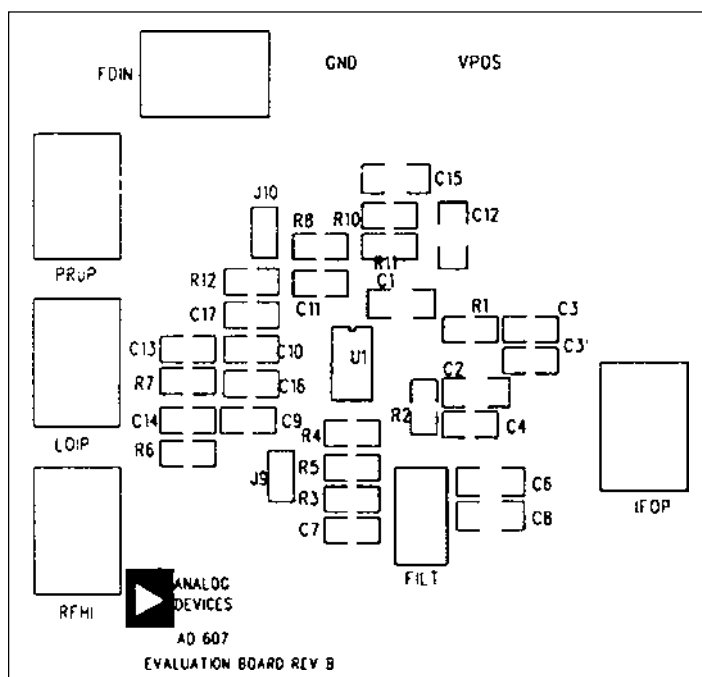 FDIN
GND
VPOS
C15
J10
R8
R10
C12
R11
PRUP
R12
C1
C11
C17
R1
C3
C13
C10
U1
C3'
R7
C16
C2
C14
C9
R2
C4
LOIP
R6
R4
J9
R5
C6
R3
C7
C8
IFOP
FILT
RFHI
ANALOG
DEVICES
AD 607
EVALUATION BOARD REV B